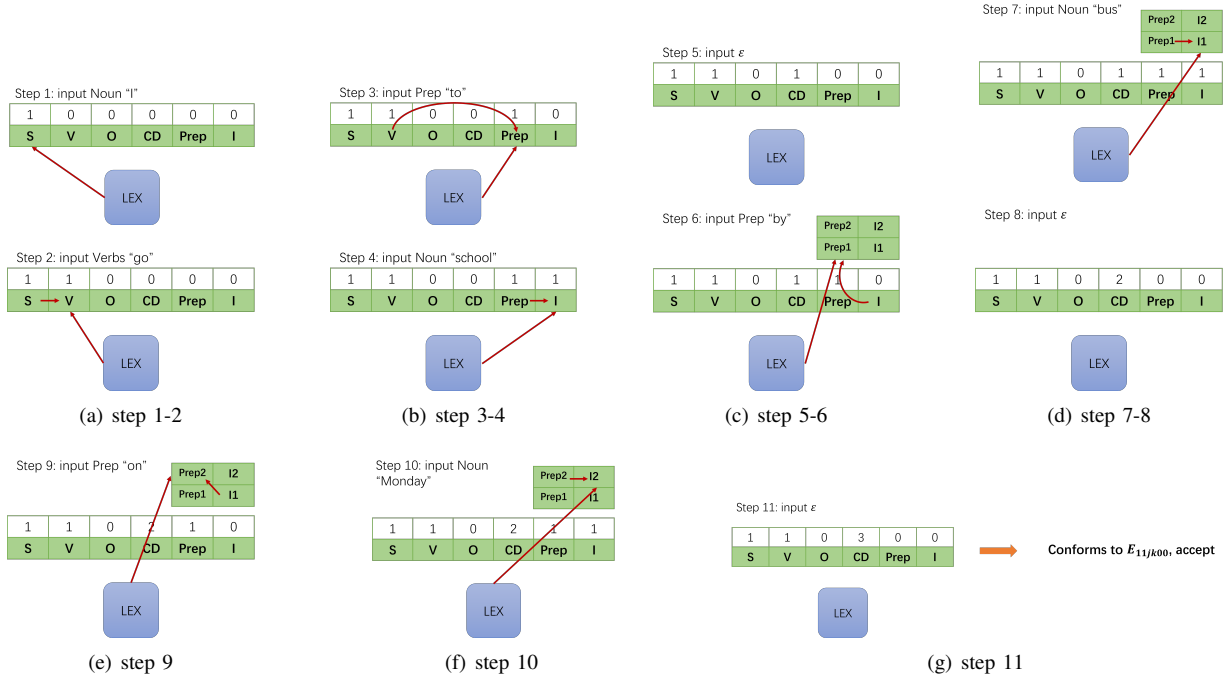 Step 1: input Noun “I”
1 0 0 0 0 0
S V O CD Prep I
LEX
Step 2: input Verbs “go”
1 1 0 0 0 0
S V O CD Prep I
LEX
(a) step 1-2
Step 3: input Prep “to”
1 1 0 0 1 0
S V O CD Prep I
LEX
Step 4: input Noun “school”
1 1 0 0 1 1
S V O CD Prep I
LEX
(b) step 3-4
Step 5: input ε
1 1 0 1 0 0
S V O CD Prep I
LEX
Step 6: input Prep “by”
Prep2 I2
Prep1 I1
1 1 0 1 1 0
S V O CD Prep I
LEX
(c) step 5-6
Step 7: input Noun “bus”
Prep2 I2
Prep1 I1
1 1 0 1 1 1
S V O CD Prep I
LEX
Step 8: input ε
1 1 0 2 0 0
S V O CD Prep I
LEX
(d) step 7-8
Step 9: input Prep “on”
Prep2 I2
Prep1 I1
1 1 0 2 1 0
S V O CD Prep I
LEX
(e) step 9
Step 10: input Noun
“Monday”
Prep2 I2
Prep1 I1
1 1 0 2 1 1
S V O CD Prep I
LEX
(f) step 10
Step 11: input ε
1 1 0 3 0 0
S V O CD Prep I
LEX
Conforms to E₁₁ⱼₖ₀₀, accept
(g) step 11